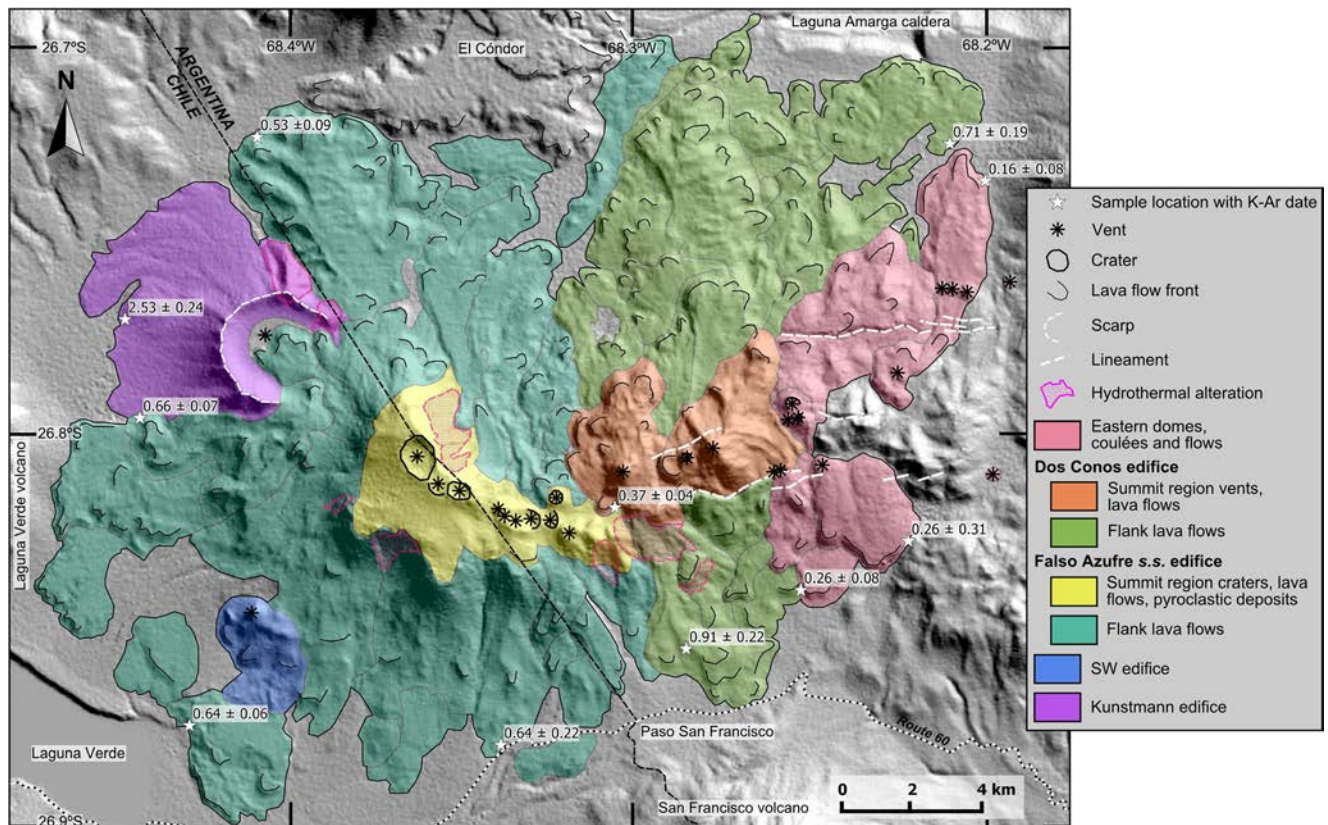 Laguna Amarga caldera
26.7ºS
68.4ºW
El Cóndor
68.3ºW
68.2ºW
N
ARGENTINA
CHILE
0.53 ±0.09
0.71 ± 0.19
0.16 ± 0.08
2.53 ± 0.24
0.66 ± 0.07
26.8ºS
Laguna Verde volcano
0.37 ± 0.04
0.26 ± 0.31
0.26 ± 0.08
0.91 ± 0.22
0.64 ± 0.06
0.64 ± 0.22
Paso San Francisco
Route 60
Laguna Verde
San Francisco volcano
0 2 4 km
26.9ºS
Sample location with K-Ar date
Vent
Crater
Lava flow front
Scarp
Lineament
Hydrothermal alteration
Eastern domes,
coulées and flows
Dos Conos edifice
Summit region vents,
lava flows
Flank lava flows
Falso Azufre s.s. edifice
Summit region craters, lava
flows, pyroclastic deposits
Flank lava flows
SW edifice
Kunstmann edifice